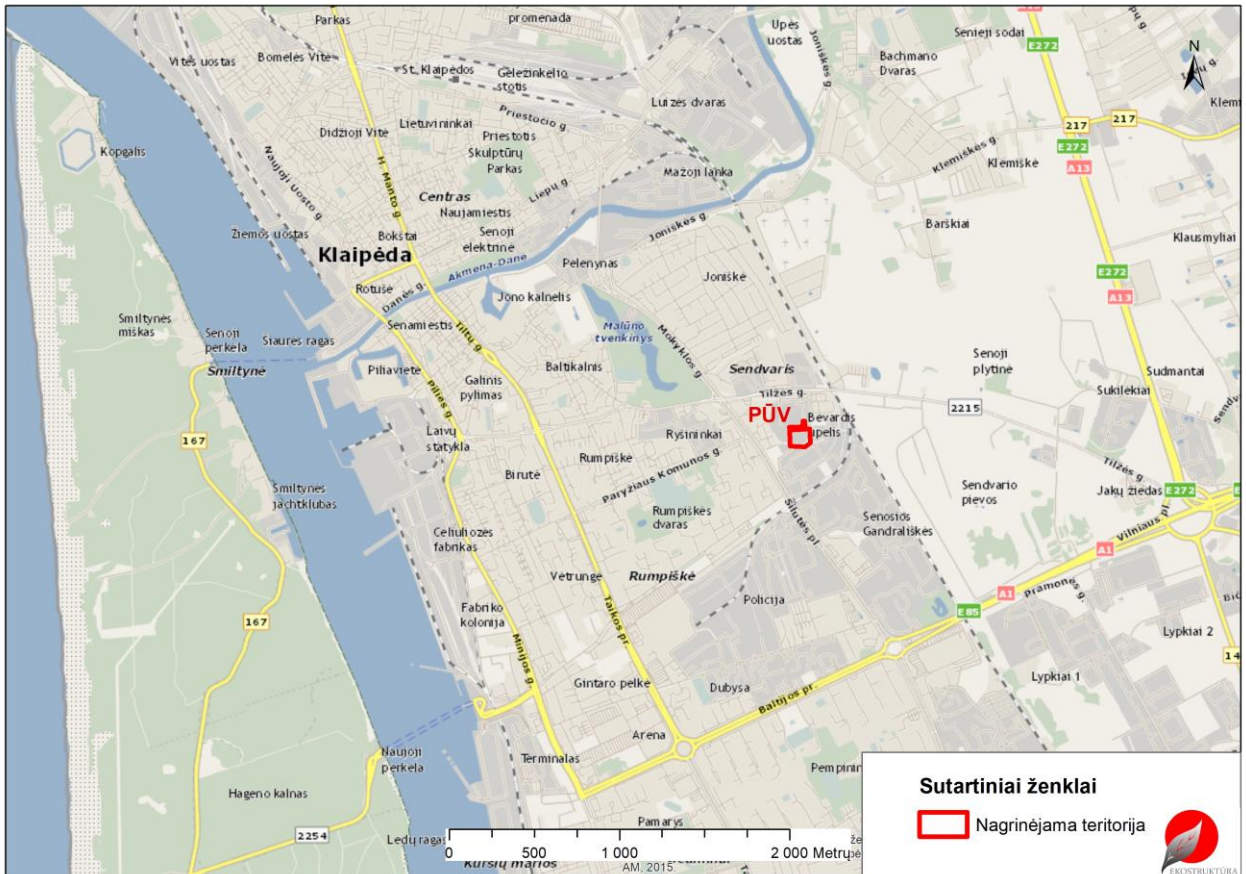 Parkas
promenada
Upės
uostas
Joniškės g.
Senieji sodai
E272
N
Vitės uostas
Bomelės Vitė
St. Klaipėdos
Geležinkelio
stotis
Bachmano
Dvaras
Luizės dvaras
Priestočio g.
Kopgalis
Didžioji Vitė
Lietuvininkai
Priestotis
Skulptūrų
Parkas
217
217
E272
A13
Klemiškės g.
Klemiškė
Naujoji Uosto g.
H. Manto g.
Mažoji lanka
Centras
Liepų g.
Naujamiestis
Žiemos uostas
Bokštai
Senoji
elektrinė
Joniškės g.
Barškiai
Klausmyliai
Klaipėda
Akmena-Danė
Pelenynas
Joniškė
E272
A13
Rotušė
Danės g.
Jono kalnelis
Smiltynės
miškas
Senoji
perkėla
Šiaurės ragas
Senamiestis
Tiltų g.
Malūno
tvenkinys
Mokyklos g.
Smiltynė
Piliavietė
Baltikalnis
Sendvaris
Senoji
plytinė
Sudmantai
Galinis
pylimas
Pilies g.
Tilžės g.
Sukilėliai
2215
PŪV
Bevardis
upelis
167
Laivų
statykla
Ryšininkai
Rumpiškė
Birutė
Paryžiaus Komunos g.
Sendvario
pievos
Tilžės g.
Jakų žiedas
E272
Smiltynės
jachtklubas
Rumpiškės
dvaras
Šilutės pl.
Senosios
Gandrališkės
Vilniaus pl.
Celiuliozės
fabrikas
A1
Vėtrungė
Rumpiškė
A1
Pramonės g.
Policija
E85
Fabriko
kolonija
Taikos pr.
167
Lypkiai 2
Minijos g.
Gintaro pelkė
Dubysa
Baltijos pr.
Lypkiai 1
Arena
Naujoji
perkėla
Terminalas
Hageno kalnas
Sutartiniai ženklai
2254
Pamarys
Nagrinėjama teritorija
Ledų ragas
0 500 1 000 2 000 Metrų
AM, 2015.
Kuršių marios
EKOSTRUKTŪRA